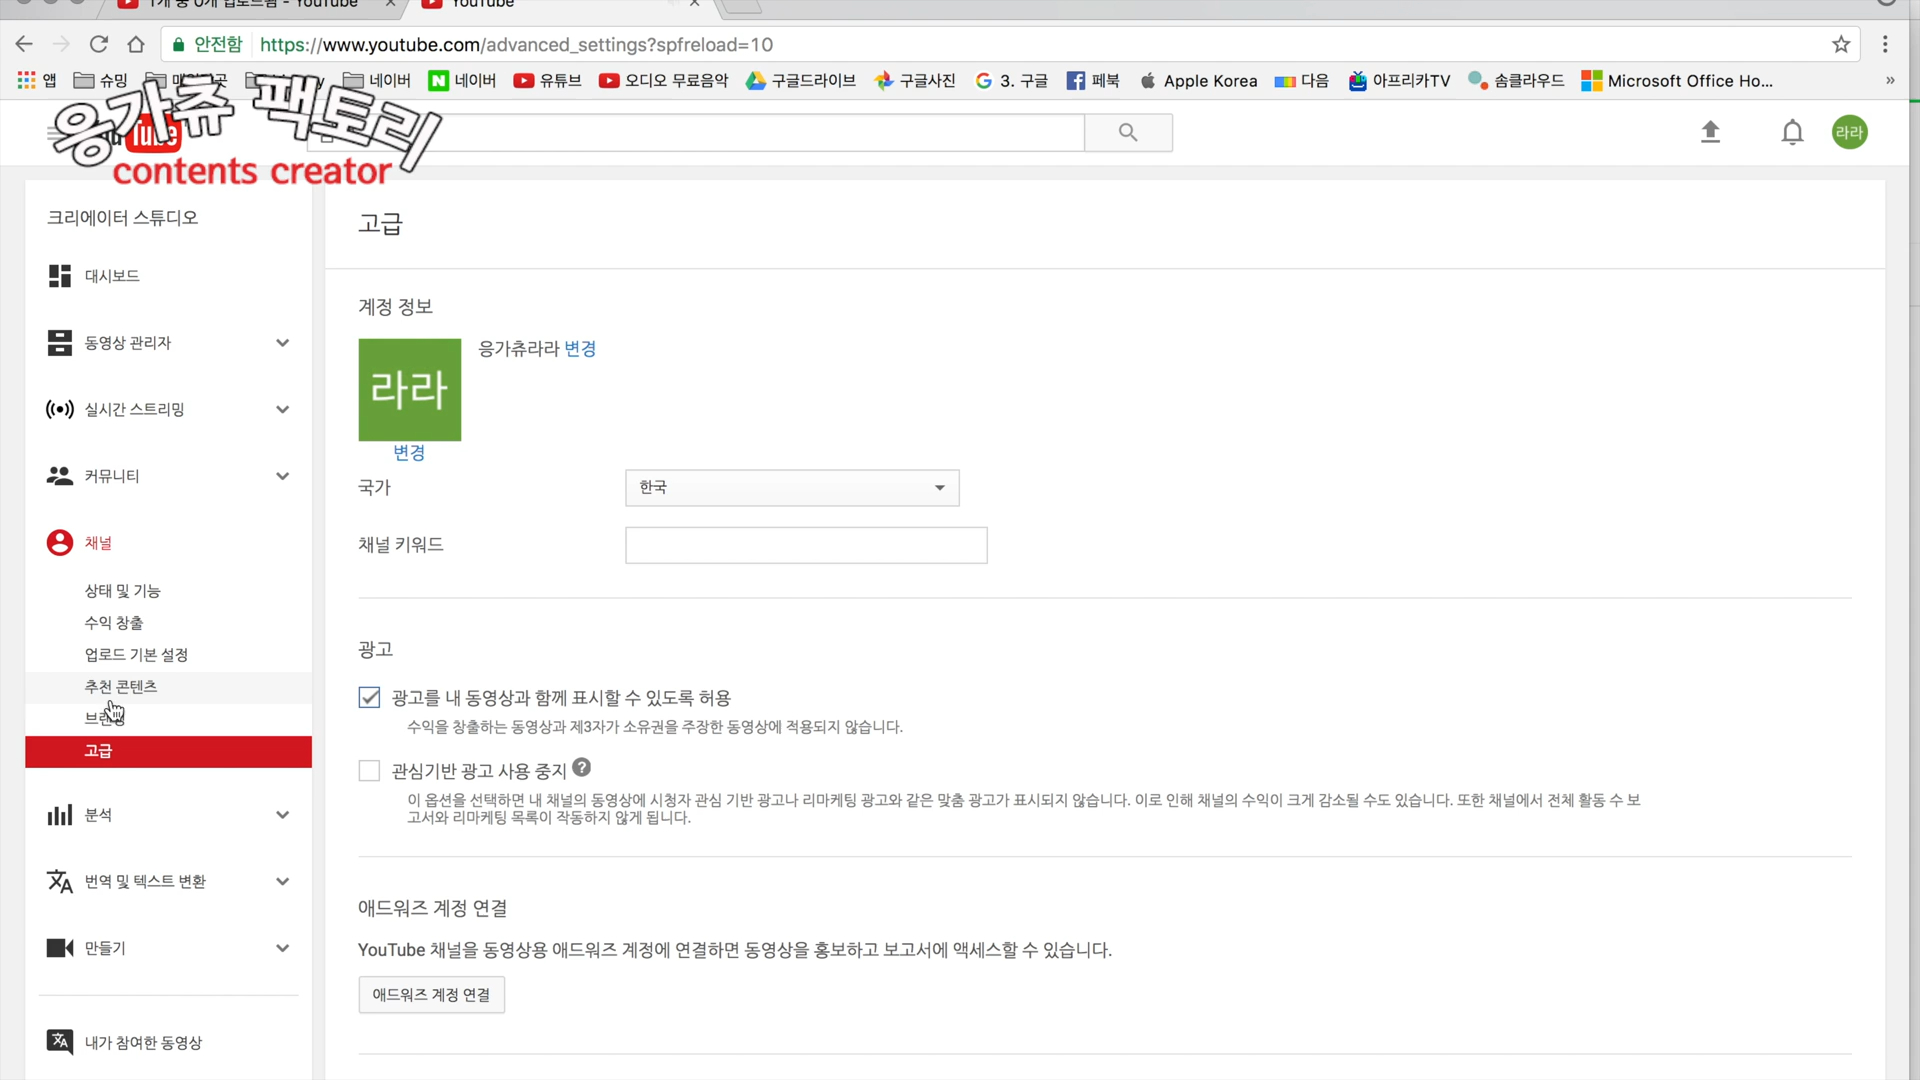 YouTube
안전함 https://www.youtube.com/advanced_settings?spfreload=10
앱 슈밍 네이버 네이버 유튜브 오디오 무료음악 구글드라이브 구글사진 3. 구글 페북 Apple Korea 다음 아프리카TV 솜클라우드 Microsoft Office Ho... »
응가츄 팩토리
Tube
contents creator
라라
크리에이터 스튜디오
대시보드
동영상 관리자
실시간 스트리밍
커뮤니티
채널
상태 및 기능
수익 창출
업로드 기본 설정
추천 콘텐츠
고급
분석
번역 및 텍스트 변환
만들기
내가 참여한 동영상
고급
계정 정보
라라
응가츄라라 변경
변경
국가 한국
채널 키워드
광고
광고를 내 동영상과 함께 표시할 수 있도록 허용
수익을 창출하는 동영상과 제3자가 소유권을 주장한 동영상에 적용되지 않습니다.
관심기반 광고 사용 중지 ?
이 옵션을 선택하면 내 채널의 동영상에 시청자 관심 기반 광고나 리마케팅 광고와 같은 맞춤 광고가 표시되지 않습니다. 이로 인해 채널의 수익이 크게 감소될 수도 있습니다. 또한 채널에서 전체 활동 수 보
고서와 리마케팅 목록이 작동하지 않게 됩니다.
애드워즈 계정 연결
YouTube 채널을 동영상용 애드워즈 계정에 연결하면 동영상을 홍보하고 보고서에 액세스할 수 있습니다.
애드워즈 계정 연결